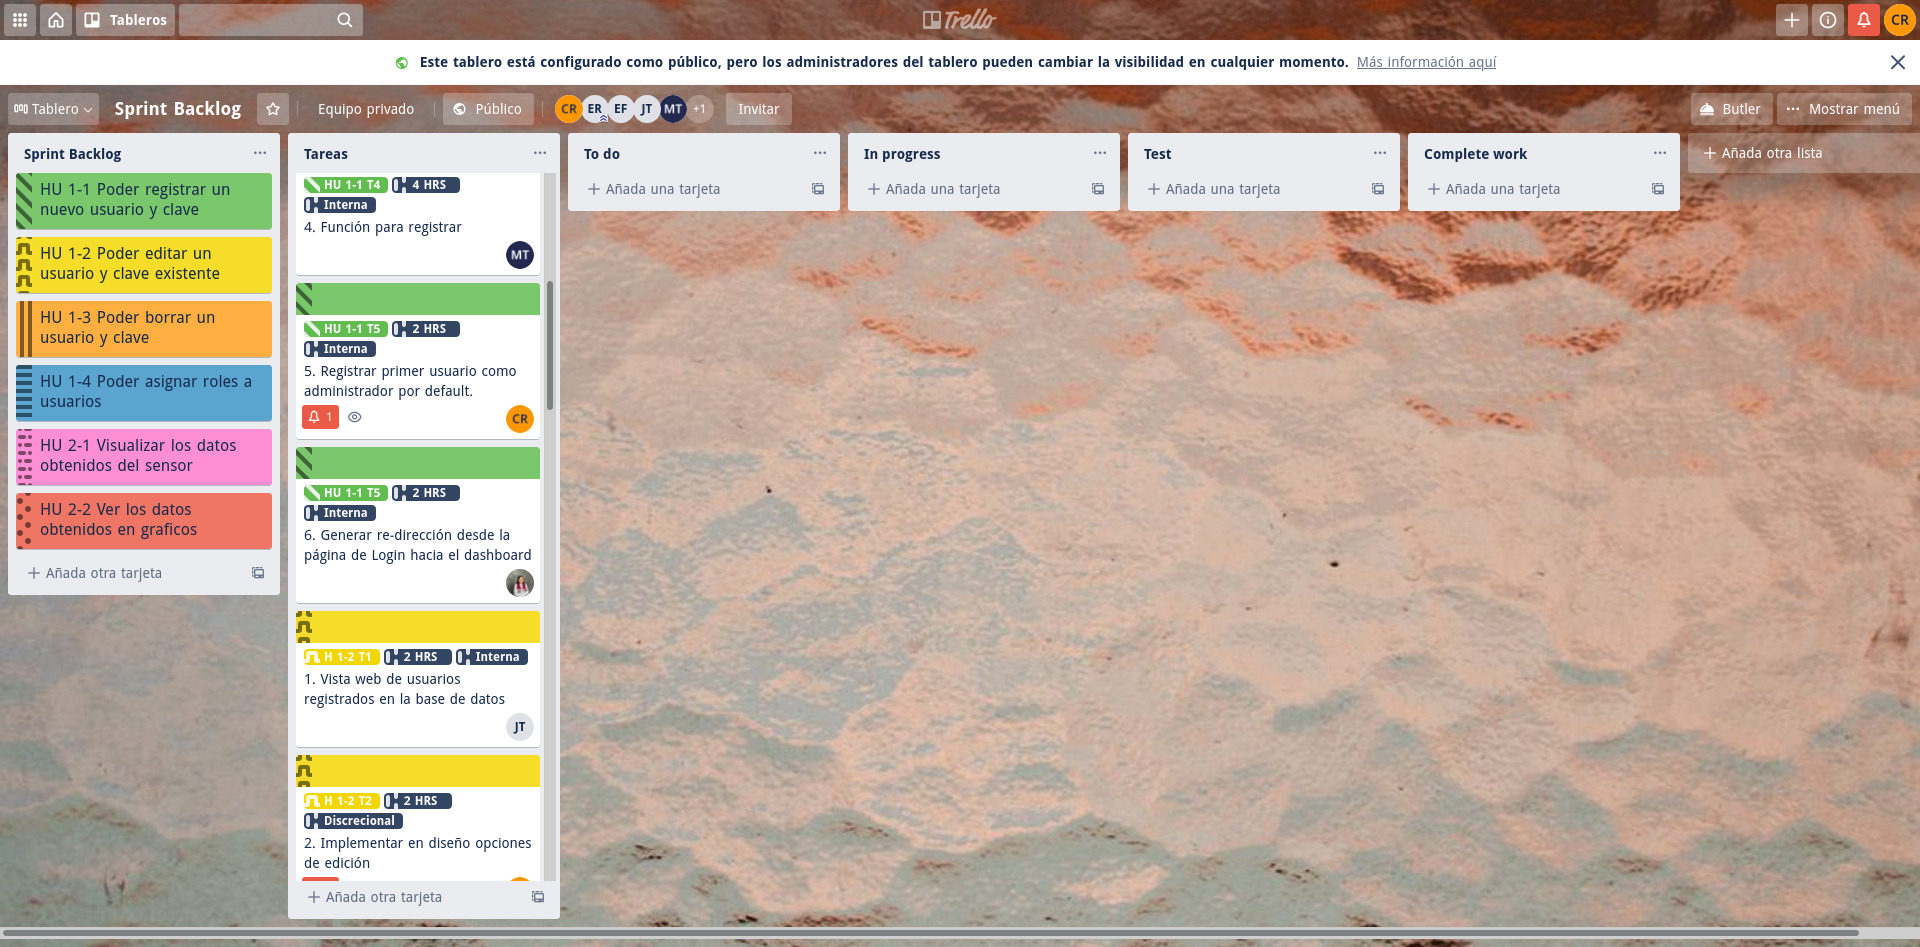 Tableros
Trello
CR
Este tablero está configurado como público, pero los administradores del tablero pueden cambiar la visibilidad en cualquier momento. Más información aquí
Tablero
Sprint Backlog
Equipo privado
Público
CR ER EF JT MT +1
Invitar
Butler
Mostrar menú
Sprint Backlog
HU 1-1 Poder registrar un
nuevo usuario y clave
HU 1-2 Poder editar un
usuario y clave existente
HU 1-3 Poder borrar un
usuario y clave
HU 1-4 Poder asignar roles a
usuarios
HU 2-1 Visualizar los datos
obtenidos del sensor
HU 2-2 Ver los datos
obtenidos en graficos
Añada otra tarjeta
Tareas
HU 1-1 T4 4 HRS
Interna
4. Función para registrar
MT
HU 1-1 T5 2 HRS
Interna
5. Registrar primer usuario como
administrador por default.
1
CR
HU 1-1 T5 2 HRS
Interna
6. Generar re-dirección desde la
página de Login hacia el dashboard
H 1-2 T1 2 HRS Interna
1. Vista web de usuarios
registrados en la base de datos
JT
H 1-2 T2 2 HRS
Discrecional
2. Implementar en diseño opciones
de edición
Añada otra tarjeta
To do
Añada una tarjeta
In progress
Añada una tarjeta
Test
Añada una tarjeta
Complete work
Añada una tarjeta
Añada otra lista